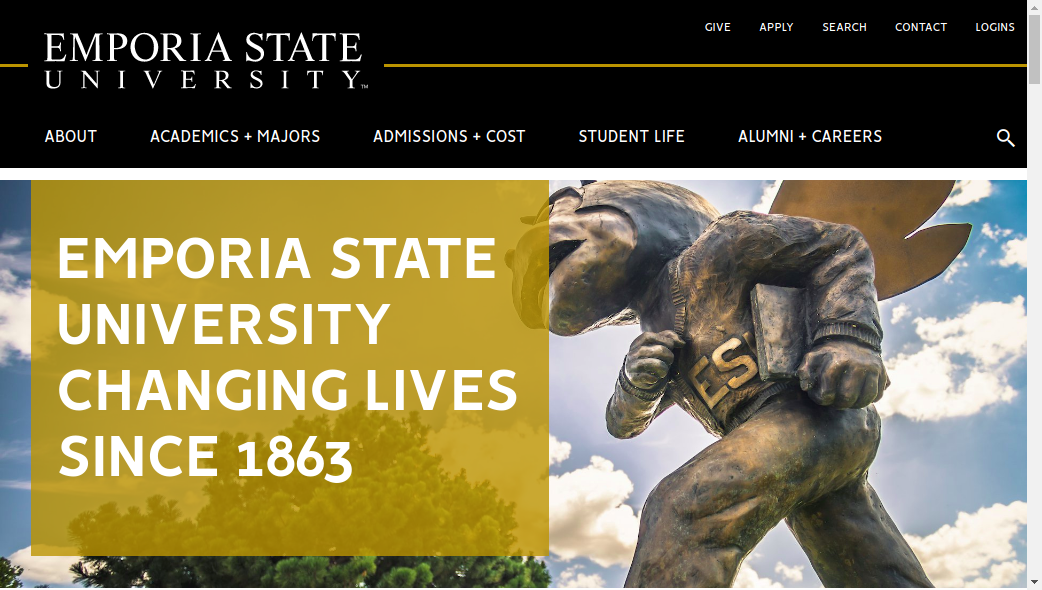 GIVE APPLY SEARCH CONTACT LOGINS
EMPORIA STATE
UNIVERSITY™
ABOUT ACADEMICS + MAJORS ADMISSIONS + COST STUDENT LIFE ALUMNI + CAREERS
EMPORIA STATE
UNIVERSITY
CHANGING LIVES
SINCE 1863
ES